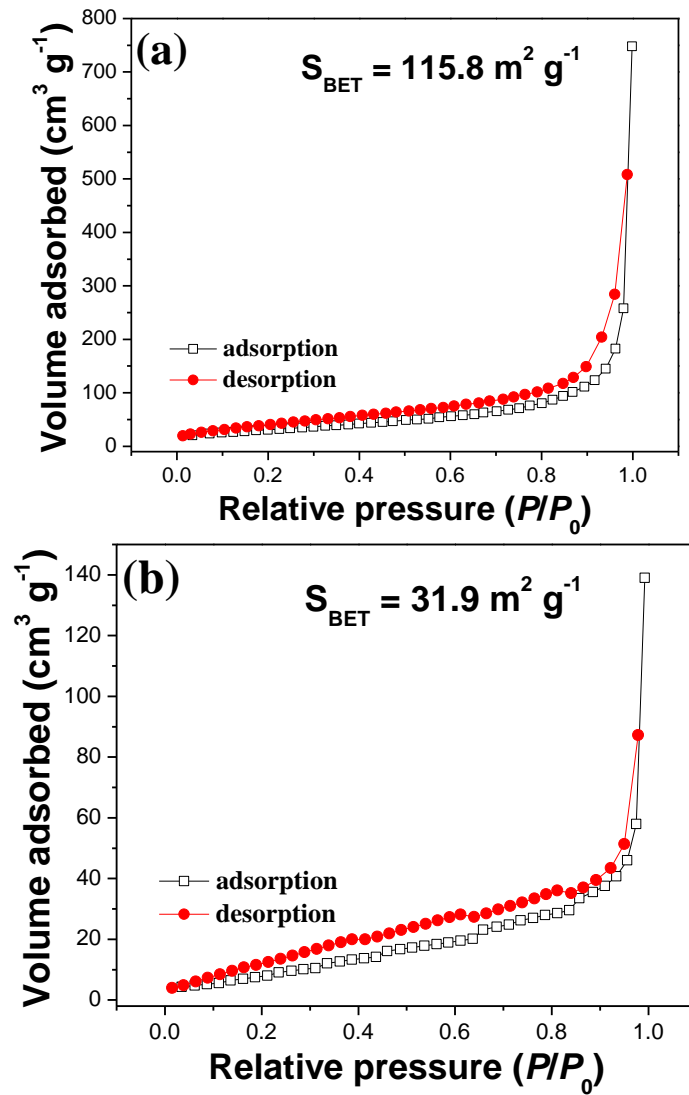 (a)
S_BET = 115.8 m² g⁻¹
Volume adsorbed (cm³ g⁻¹)
800
700
600
500
400
300
200
100
0
adsorption
desorption
0.0 0.2 0.4 0.6 0.8 1.0
Relative pressure (P/P₀)
(b)
S_BET = 31.9 m² g⁻¹
Volume adsorbed (cm³ g⁻¹)
140
120
100
80
60
40
20
0
adsorption
desorption
0.0 0.2 0.4 0.6 0.8 1.0
Relative pressure (P/P₀)